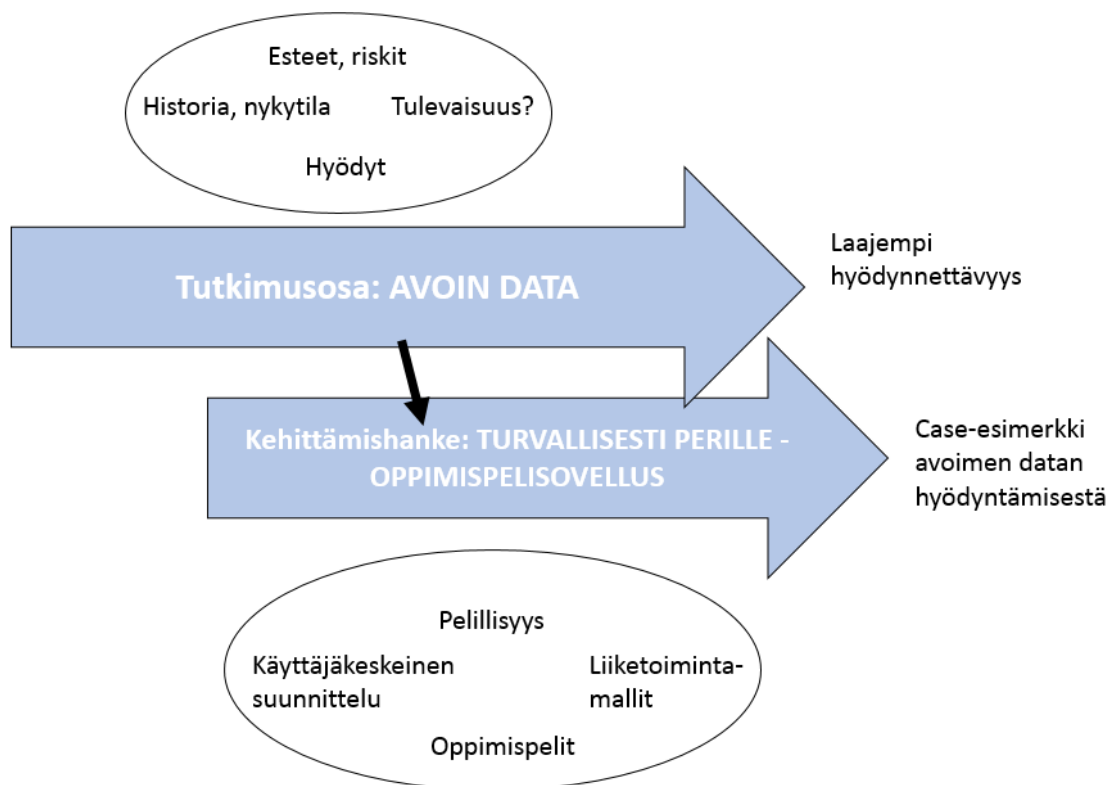 Esteet, riskit
Historia, nykytila
Tulevaisuus?
Hyödyt
Tutkimusosa: AVOIN DATA
Laajempi
hyödynnettävyys
Kehittämishanke: TURVALLISESTI PERILLE -
OPPIMISPELISOVELLUS
Case-esimerkki
avoimen datan
hyödyntämisestä
Pelillisyys
Käyttäjäkeskeinen
suunnittelu
Liiketoiminta-
mallit
Oppimispelit